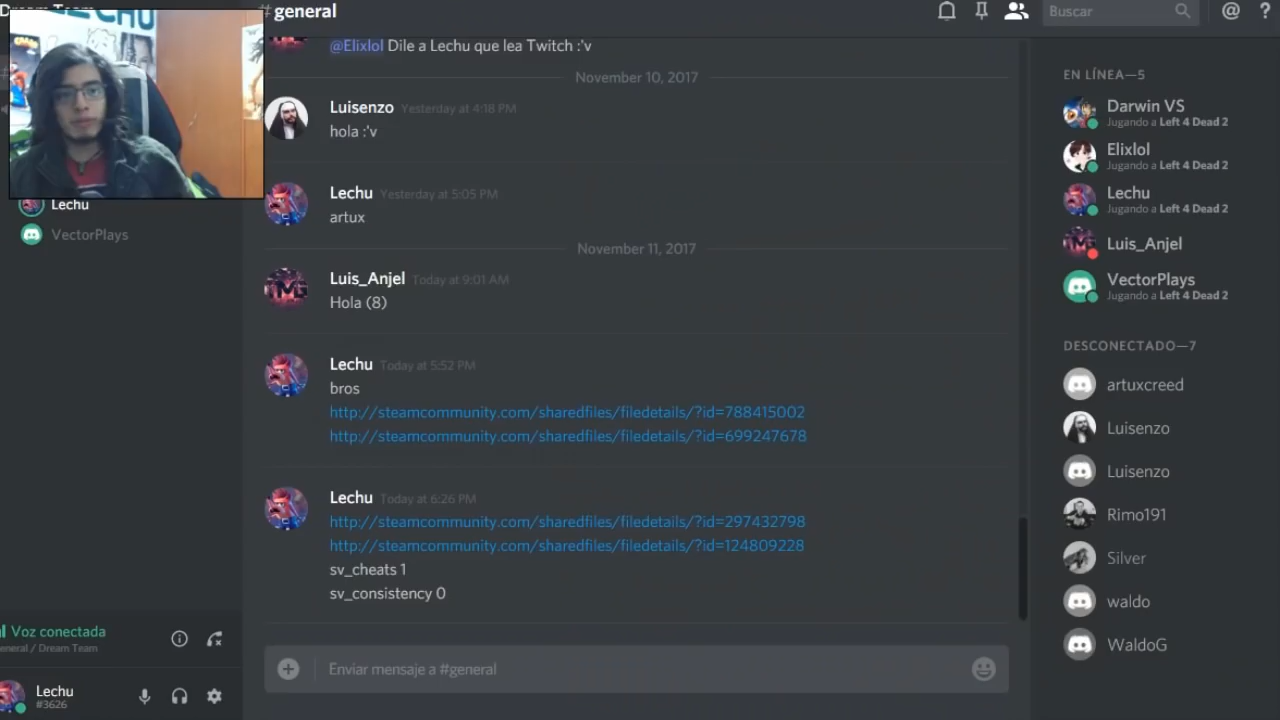 Dream Team
#general
Buscar
@Elixlol Dile a Lechu que lea Twitch :'v
November 10, 2017
Luisenzo Yesterday at 4:18 PM
hola :'v
Lechu Yesterday at 5:05 PM
artux
November 11, 2017
Luis_Anjel Today at 9:01 AM
Hola (8)
Lechu Today at 5:52 PM
bros
http://steamcommunity.com/sharedfiles/filedetails/?id=788415002
http://steamcommunity.com/sharedfiles/filedetails/?id=699247678
Lechu Today at 6:26 PM
http://steamcommunity.com/sharedfiles/filedetails/?id=297432798
http://steamcommunity.com/sharedfiles/filedetails/?id=124809228
sv_cheats 1
sv_consistency 0
Enviar mensaje a #general
Lechu
VectorPlays
Voz conectada
eneral / Dream Team
Lechu
#3626
EN LÍNEA—5
Darwin VS
Jugando a Left 4 Dead 2
Elixlol
Jugando a Left 4 Dead 2
Lechu
Jugando a Left 4 Dead 2
Luis_Anjel
VectorPlays
Jugando a Left 4 Dead 2
DESCONECTADO—7
artuxcreed
Luisenzo
Luisenzo
Rimo191
Silver
waldo
WaldoG